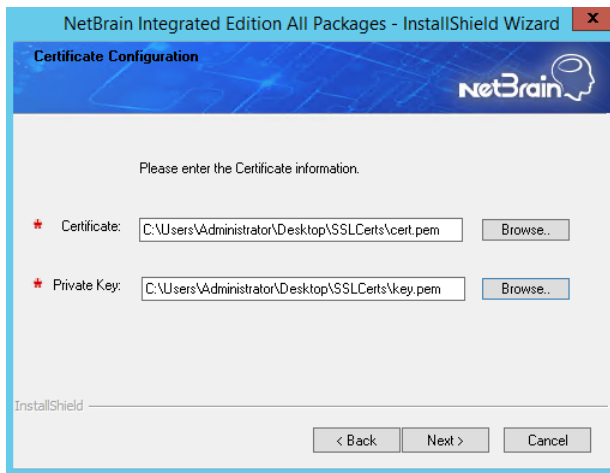 NetBrain Integrated Edition All Packages - InstallShield Wizard x
Certificate Configuration
NetBrain
Please enter the Certificate information.
* Certificate: C:\Users\Administrator\Desktop\SSLCerts\cert.pem Browse..
* Private Key: C:\Users\Administrator\Desktop\SSLCerts\key.pem Browse..
InstallShield
< Back Next > Cancel